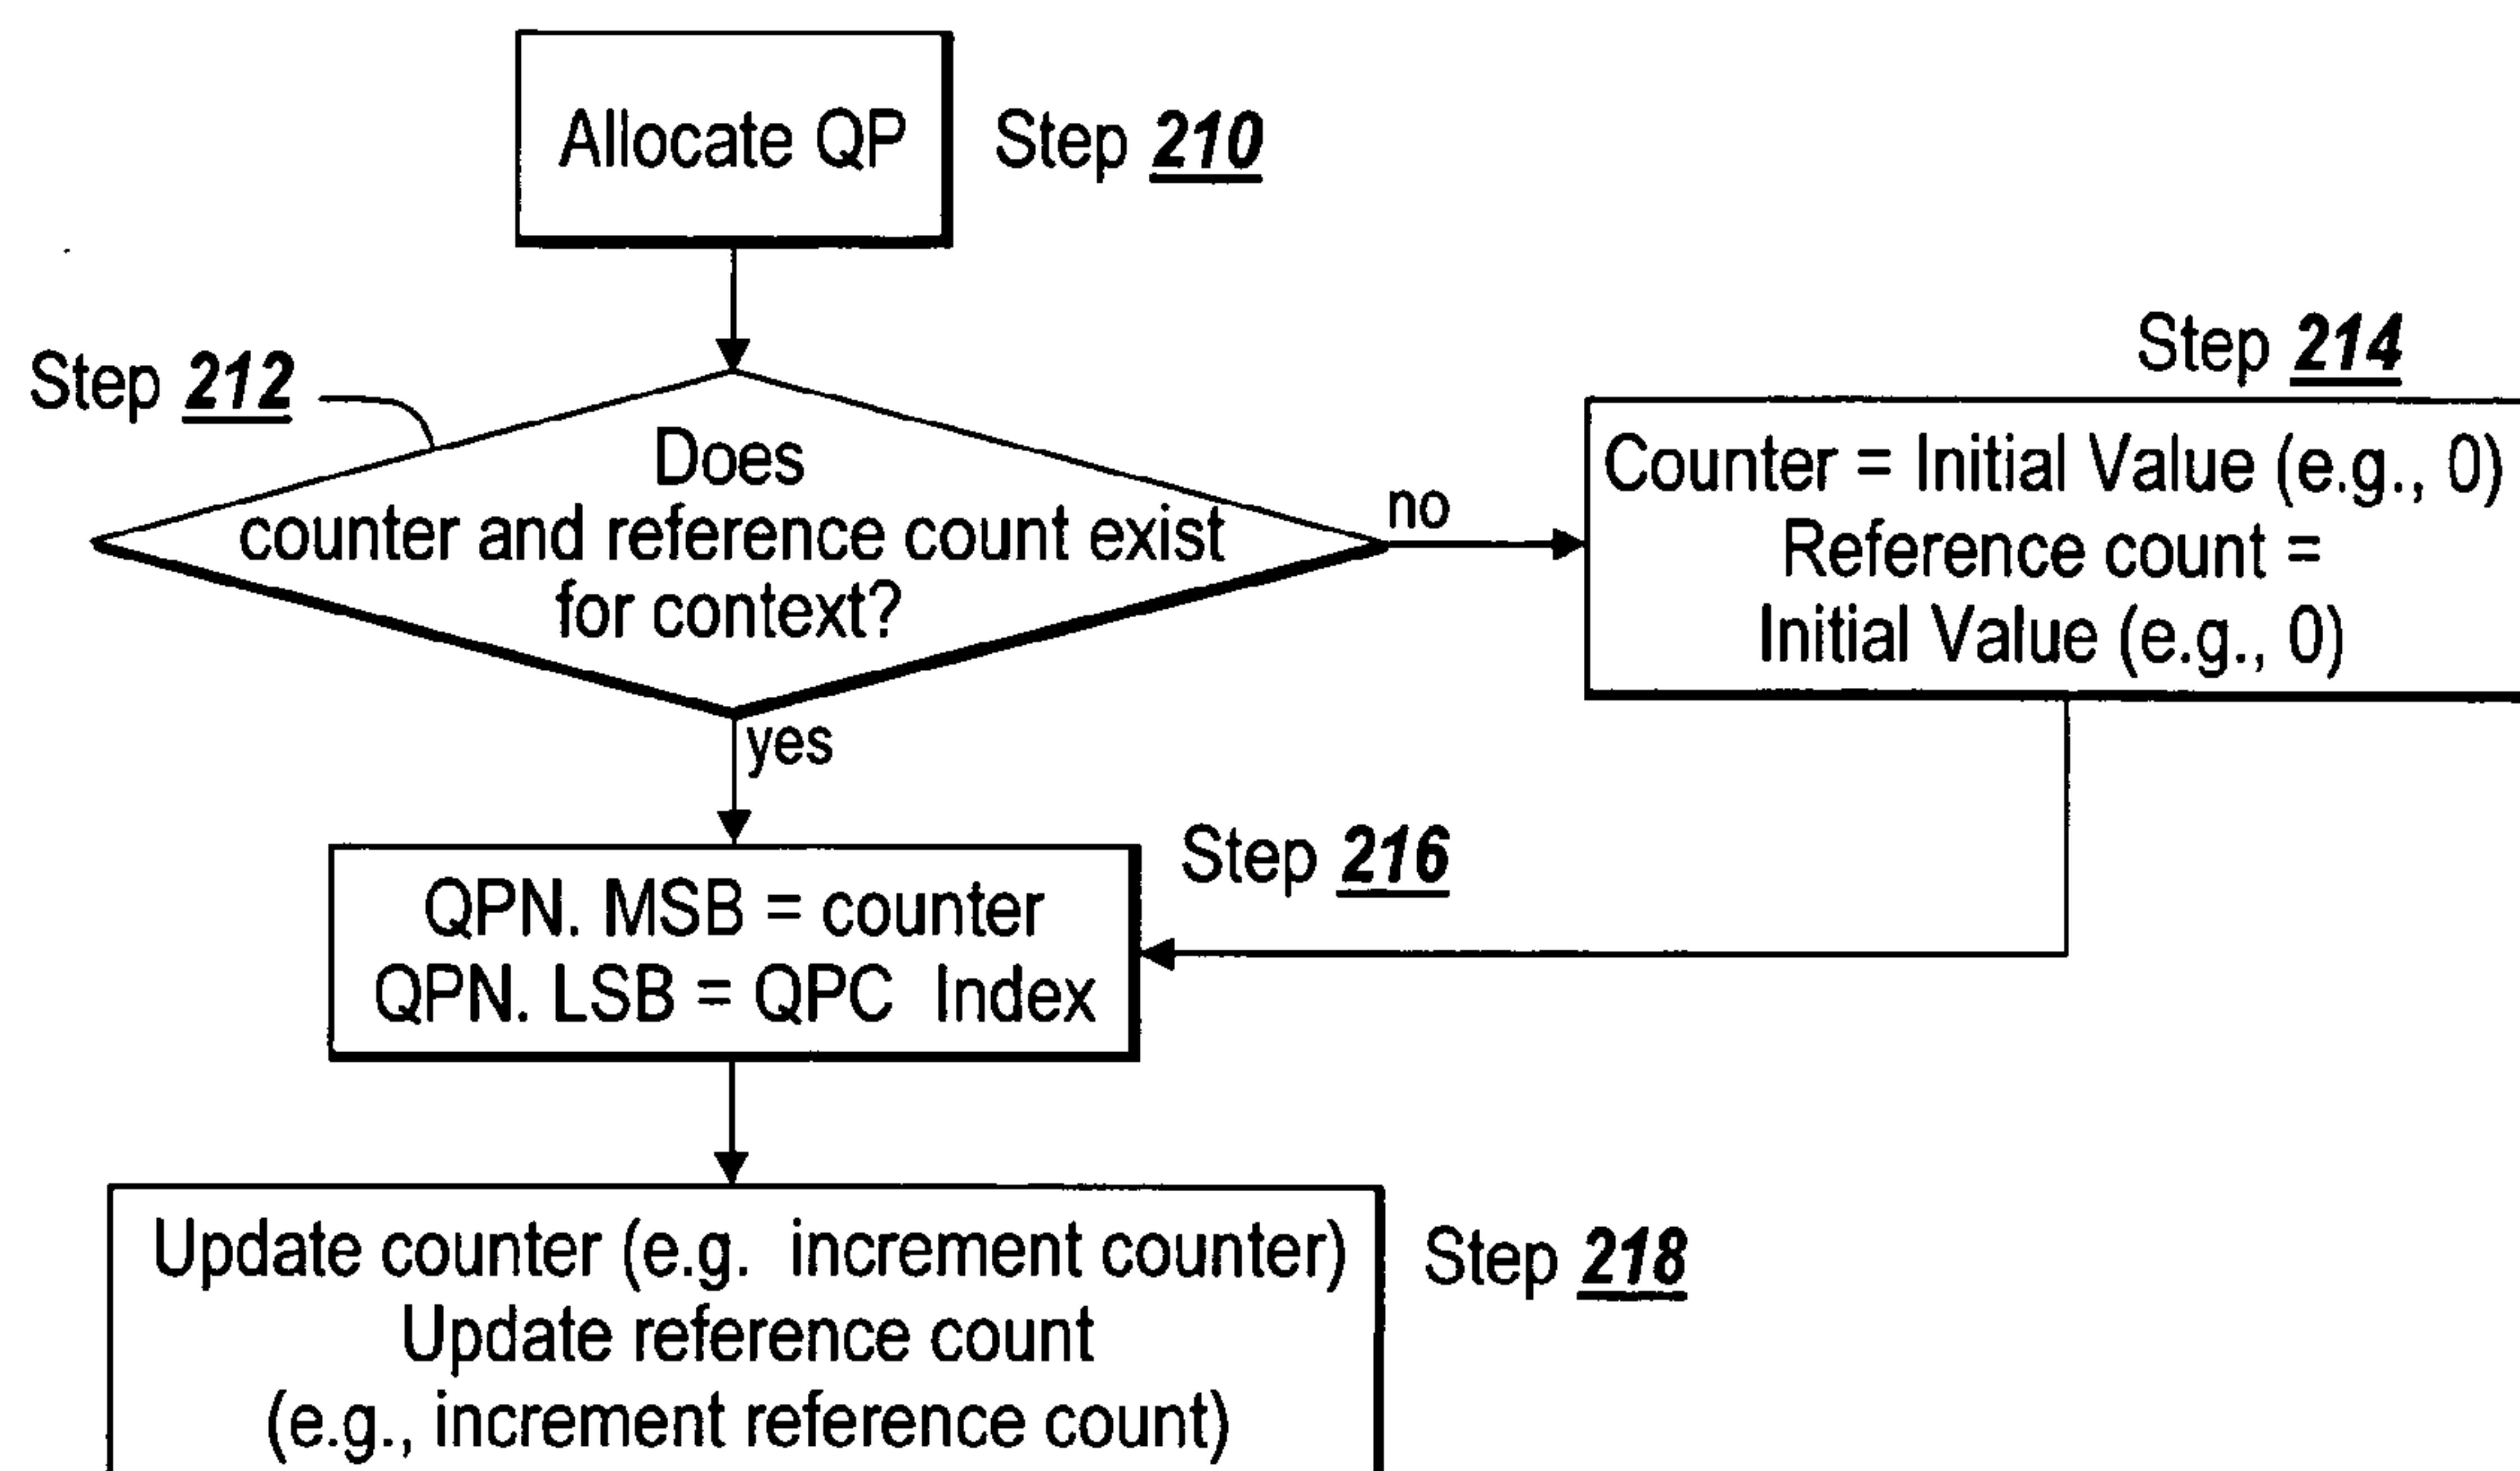 Allocate QP
Step 210
Step 212
Does
counter and reference count exist
for context?
no
Step 214
Counter = Initial Value (e.g., 0)
Reference count =
Initial Value (e.g., 0)
yes
Step 216
QPN. MSB = counter
QPN. LSB = QPC Index
Update counter (e.g. increment counter)
Update reference count
(e.g., increment reference count)
Step 218